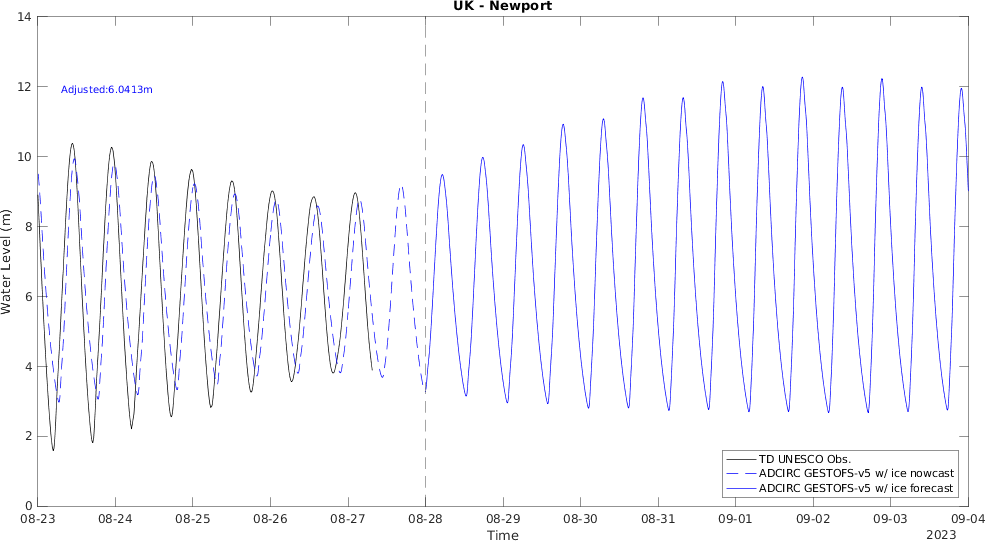 UK - Newport
14
12
10
8
6
4
2
0
Water Level (m)
Adjusted:6.0413m
TD UNESCO Obs.
ADCIRC GESTOFS-v5 w/ ice nowcast
ADCIRC GESTOFS-v5 w/ ice forecast
08-23 08-24 08-25 08-26 08-27 08-28 08-29 08-30 08-31 09-01 09-02 09-03 09-04
Time
2023